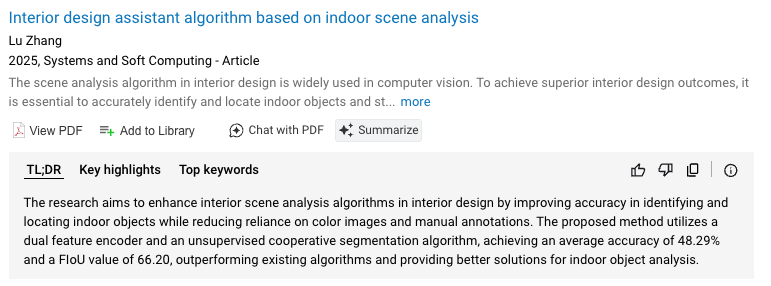 Interior design assistant algorithm based on indoor scene analysis
Lu Zhang
2025, Systems and Soft Computing - Article
The scene analysis algorithm in interior design is widely used in computer vision. To achieve superior interior design outcomes, it
is essential to accurately identify and locate indoor objects and st... more
View PDF Add to Library Chat with PDF Summarize
TL;DR Key highlights Top keywords
The research aims to enhance interior scene analysis algorithms in interior design by improving accuracy in identifying and
locating indoor objects while reducing reliance on color images and manual annotations. The proposed method utilizes a
dual feature encoder and an unsupervised cooperative segmentation algorithm, achieving an average accuracy of 48.29%
and a FIoU value of 66.20, outperforming existing algorithms and providing better solutions for indoor object analysis.